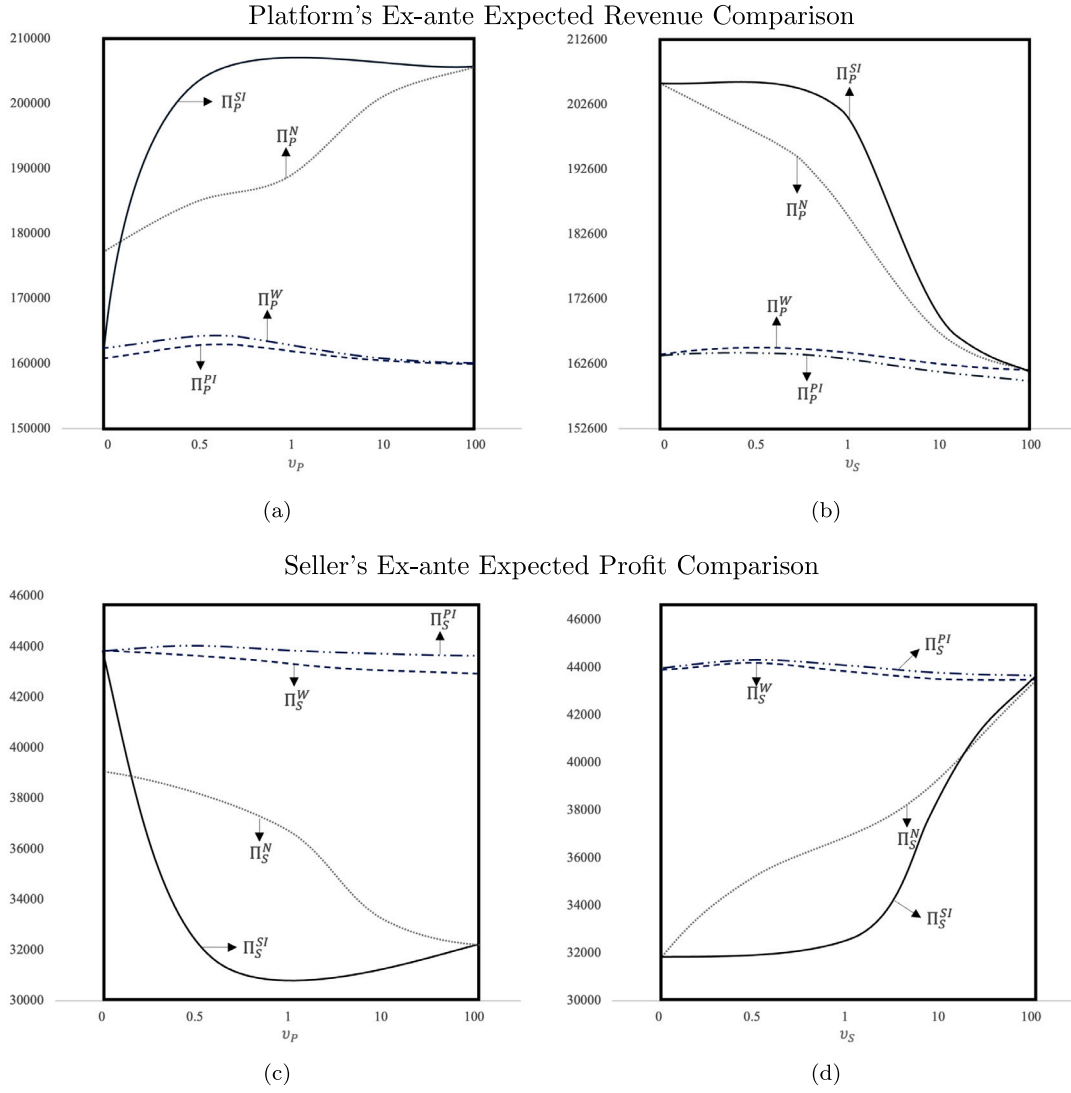 Platform's Ex-ante Expected Revenue Comparison
210000
200000
190000
180000
170000
160000
150000
Π_P^{SI}
Π_P^N
Π_P^W
Π_P^{PI}
0 0.5 1 10 100
υ_P
(a)
212600
202600
192600
182600
172600
162600
152600
Π_P^{SI}
Π_P^N
Π_P^W
Π_P^{PI}
0 0.5 1 10 100
υ_S
(b)
Seller's Ex-ante Expected Profit Comparison
46000
44000
42000
40000
38000
36000
34000
32000
30000
Π_S^{PI}
Π_S^W
Π_S^N
Π_S^{SI}
0 0.5 1 10 100
υ_P
(c)
46000
44000
42000
40000
38000
36000
34000
32000
30000
Π_S^{PI}
Π_S^W
Π_S^N
Π_S^{SI}
0 0.5 1 10 100
υ_S
(d)